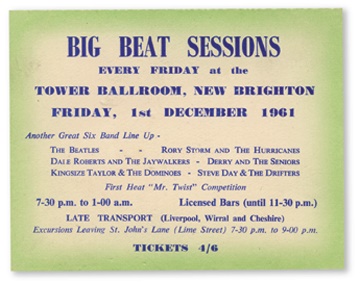 BIG BEAT SESSIONS
EVERY FRIDAY at the
TOWER BALLROOM, NEW BRIGHTON
FRIDAY, 1st DECEMBER 1961
Another Great Six Band Line Up -
THE BEATLES - - RORY STORM AND THE HURRICANES
DALE ROBERTS AND THE JAYWALKERS - DERRY AND THE SENIORS
KINGSIZE TAYLOR & THE DOMINOES - STEVE DAY & THE DRIFTERS
First Heat "Mr. Twist" Competition
7-30 p.m. to 1-00 a.m. Licensed Bars (until 11-30 p.m.)
LATE TRANSPORT (Liverpool, Wirral and Cheshire)
Excursions Leaving St. John's Lane (Lime Street) 7-30 p.m. to 9-00 p.m.
TICKETS 4/6